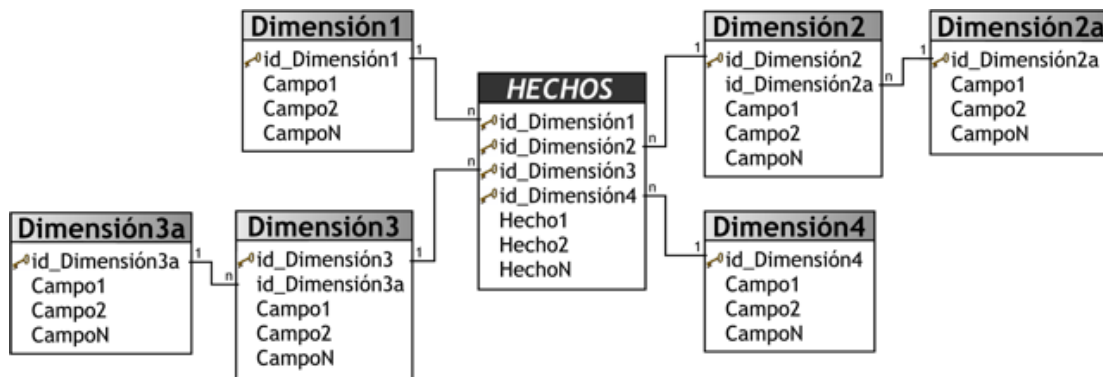 Dimensión1
id_Dimensión1
Campo1
Campo2
CampoN
1
n
HECHOS
id_Dimensión1
id_Dimensión2
id_Dimensión3
id_Dimensión4
Hecho1
Hecho2
HechoN
n
n
n
Dimensión2
id_Dimensión2
id_Dimensión2a
Campo1
Campo2
CampoN
1
n
Dimensión2a
id_Dimensión2a
Campo1
Campo2
CampoN
1
Dimensión3a
id_Dimensión3a
Campo1
Campo2
CampoN
1
n
Dimensión3
id_Dimensión3
id_Dimensión3a
Campo1
Campo2
CampoN
1
Dimensión4
id_Dimensión4
Campo1
Campo2
CampoN
1